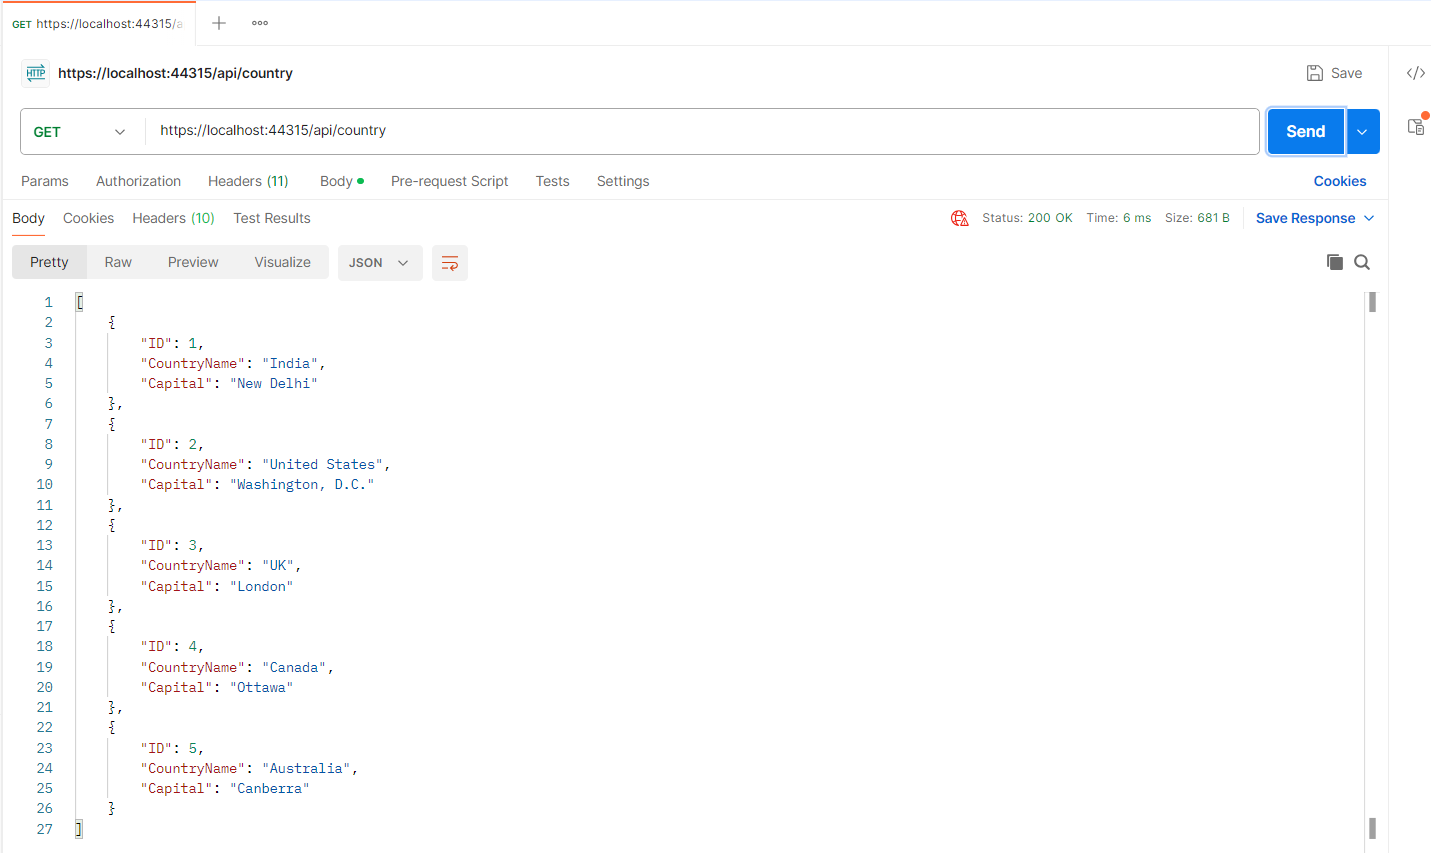 GET https://localhost:44315/a
HTTP https://localhost:44315/api/country
Save
GET https://localhost:44315/api/country
Send
Params Authorization Headers (11) Body Pre-request Script Tests Settings Cookies
Body Cookies Headers (10) Test Results Status: 200 OK Time: 6 ms Size: 681 B Save Response
Pretty Raw Preview Visualize JSON
1 [
2 {
3 "ID": 1,
4 "CountryName": "India",
5 "Capital": "New Delhi"
6 },
7 {
8 "ID": 2,
9 "CountryName": "United States",
10 "Capital": "Washington, D.C."
11 },
12 {
13 "ID": 3,
14 "CountryName": "UK",
15 "Capital": "London"
16 },
17 {
18 "ID": 4,
19 "CountryName": "Canada",
20 "Capital": "Ottawa"
21 },
22 {
23 "ID": 5,
24 "CountryName": "Australia",
25 "Capital": "Canberra"
26 }
27 ]